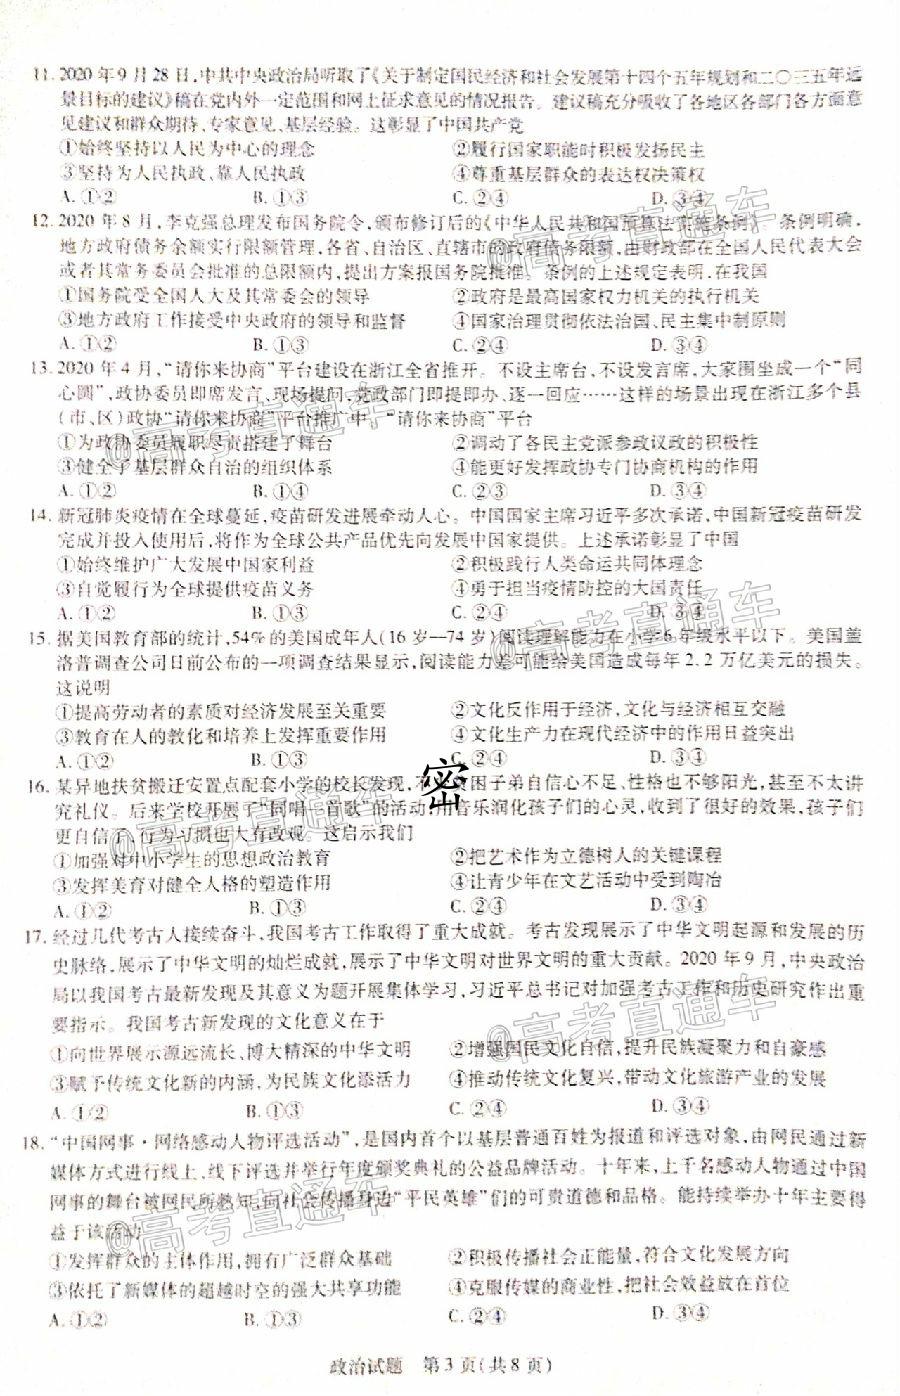 11. 2020 年 9 月 28 日,中共中央政治局听取了《关于制定国民经济和社会发展第十四个五年规划和二〇三五年远
景目标的建议》稿在党内外一定范围和网上征求意见的情况报告。建议稿充分吸收了各地区各部门各方面意
见建议和群众期待、专家意见、基层经验。这彰显了中国共产党
①始终坚持以人民为中心的理念 ②履行国家职能时积极发扬民主
③坚持为人民执政、靠人民执政 ④尊重基层群众的表达权决策权
A. ①② B. ①③ C. ②④ D. ③④
12. 2020 年 8 月,李克强总理发布国务院令,颁布修订后的《中华人民共和国预算法实施条例》。条例明确,
地方政府债务余额实行限额管理,各省、自治区、直辖市的政府债务限额,由财政部在全国人民代表大会
或者其常务委员会批准的总限额内,提出方案报国务院批准。条例的上述规定表明,在我国
①国务院受全国人大及其常委会的领导 ②政府是最高国家权力机关的执行机关
③地方政府工作接受中央政府的领导和监督 ④国家治理贯彻依法治国、民主集中制原则
A. ①② B. ①③ C. ②④ D. ③④
13. 2020 年 4 月,“请你来协商”平台建设在浙江全省推开。不设主席台,不设发言席,大家围坐成一个“同
心圆”,政协委员即席发言,现场提问,党政部门即提即办、逐一回应……这样的场景出现在浙江多个县
(市、区)政协“请你来协商”平台推广中。“请你来协商”平台
①为政协委员履职尽责搭建了舞台 ②调动了各民主党派参政议政的积极性
③健全了基层群众自治的组织体系 ④能更好发挥政协专门协商机构的作用
A. ①② B. ①④ C. ②③ D. ③④
14. 新冠肺炎疫情在全球蔓延,疫苗研发进展牵动人心。中国国家主席习近平多次承诺,中国新冠疫苗研发
完成并投入使用后,将作为全球公共产品优先向发展中国家提供。上述承诺彰显了中国
①始终维护广大发展中国家利益 ②积极践行人类命运共同体理念
③自觉履行为全球提供疫苗义务 ④勇于担当疫情防控的大国责任
A. ①② B. ①③ C. ②④ D. ③④
15. 据美国教育部的统计,54%的美国成年人(16 岁—74 岁)阅读理解能力在小学6年级水平以下。美国盖
洛普调查公司日前公布的一项调查结果显示,阅读能力差可能给美国造成每年 2.2 万亿美元的损失。
这说明
①提高劳动者的素质对经济发展至关重要 ②文化反作用于经济,文化与经济相互交融
③教育在人的教化和培养上发挥重要作用 ④文化生产力在现代经济中的作用日益突出
A. ①② B. ①③ C. ②④ D. ③④
16. 某异地扶贫搬迁安置点配套小学的校长发现,不 密 困子弟自信心不足、性格也不够阳光,甚至不太讲
究礼仪。后来学校开展了“同唱一首歌”的活动,用音乐润化孩子们的心灵,收到了很好的效果,孩子们
更自信了,行为习惯也大有改观。这启示我们
①加强对中小学生的思想政治教育 ②把艺术作为立德树人的关键课程
③发挥美育对健全人格的塑造作用 ④让青少年在文艺活动中受到陶冶
A. ①② B. ①③ C. ②④ D. ③④
17. 经过几代考古人接续奋斗,我国考古工作取得了重大成就。考古发现展示了中华文明起源和发展的历
史脉络,展示了中华文明的灿烂成就,展示了中华文明对世界文明的重大贡献。2020 年 9 月,中央政治
局以我国考古最新发现及其意义为题开展集体学习,习近平总书记对加强考古工作和历史研究作出重
要指示。我国考古新发现的文化意义在于
①向世界展示源远流长、博大精深的中华文明 ②增强国民文化自信,提升民族凝聚力和自豪感
③赋予传统文化新的内涵,为民族文化添活力 ④推动传统文化复兴,带动文化旅游产业的发展
A. ①② B. ①③ C. ②④ D. ③④
18. “中国网事·网络感动人物评选活动”,是国内首个以基层普通百姓为报道和评选对象,由网民通过新
媒体方式进行线上、线下评选并举行年度颁奖典礼的公益品牌活动。十年来,上千名感动人物通过中国
网事的舞台被网民所熟知,向社会传播身边“平民英雄”们的可贵道德和品格。能持续举办十年主要得
益于该活动
①发挥群众的主体作用,拥有广泛群众基础 ②积极传播社会正能量,符合文化发展方向
③依托了新媒体的超越时空的强大共享功能 ④克服传媒的商业性,把社会效益放在首位
A. ①② B. ①③ C. ②④ D. ③④
政治试题 第 3 页(共 8 页)
@高考直通车
@高考直通车
@高考直通车
@高考直通车
@高考直通车
@高考直通车